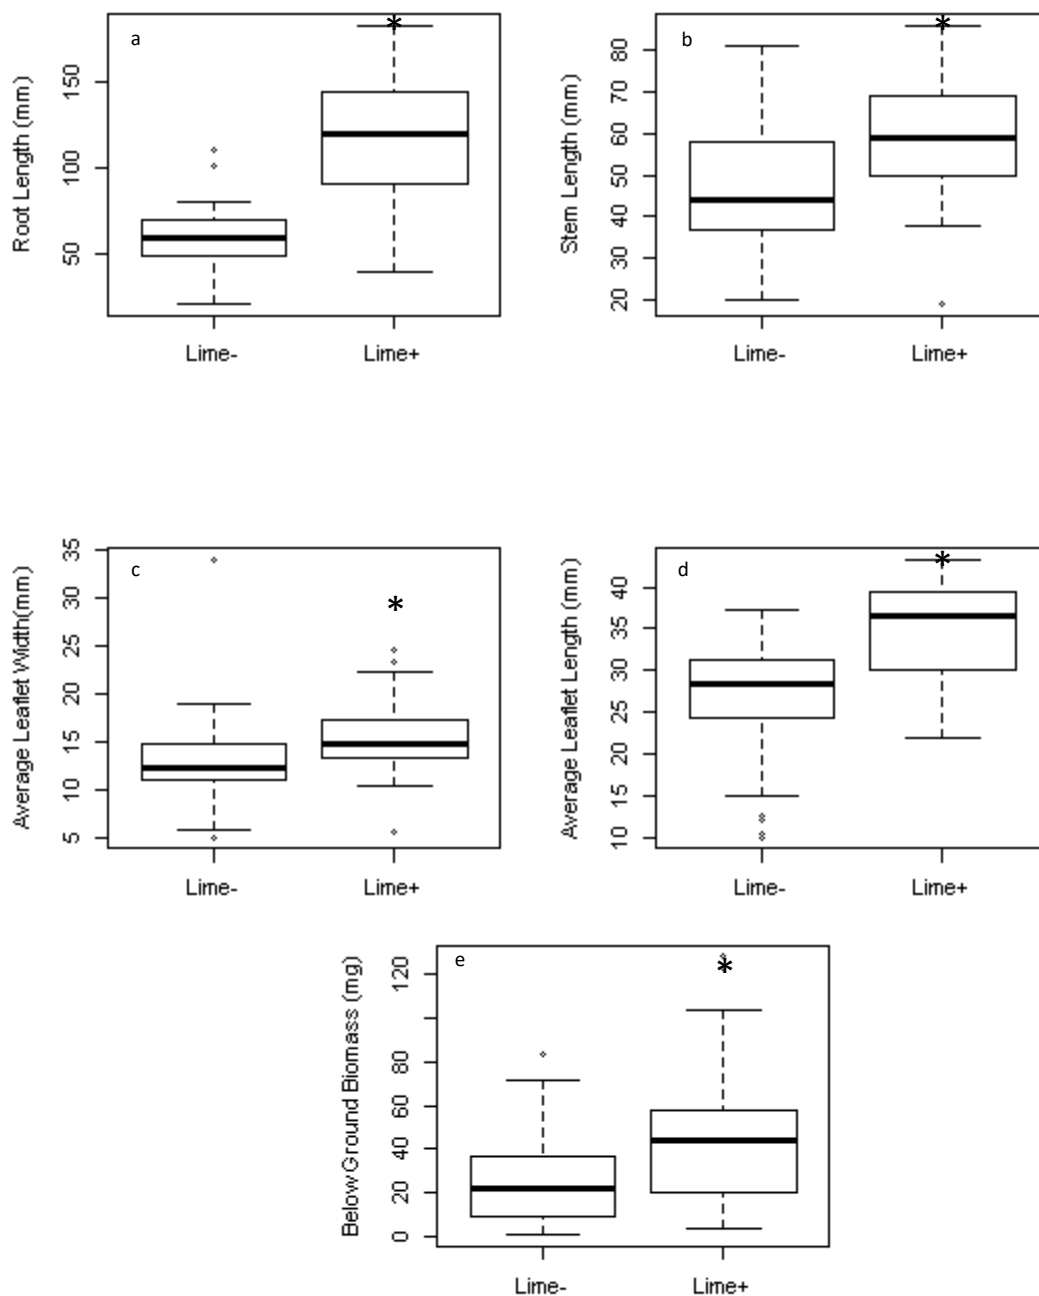 a
*
Root Length (mm)
50
100
150
Lime-
Lime+
b
*
Stem Length (mm)
20
30
40
50
60
70
80
Lime-
Lime+
c
*
Average Leaflet Width(mm)
5
10
15
20
25
30
35
Lime-
Lime+
d
*
Average Leaflet Length (mm)
10
15
20
25
30
35
40
Lime-
Lime+
e
*
Below Ground Biomass (mg)
0
20
40
60
80
120
Lime-
Lime+